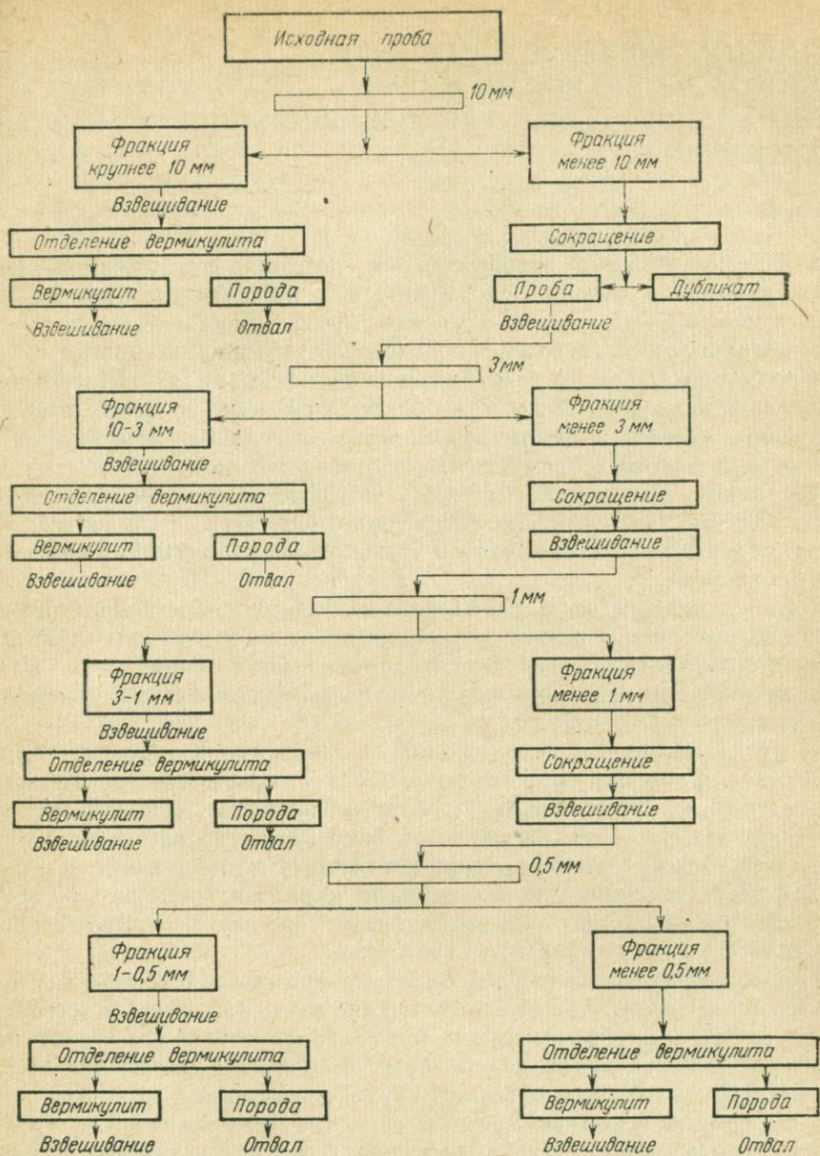 Исходная проба
10 мм
Фракция
крупнее 10 мм
Фракция
менее 10 мм
Взвешивание
Отделение вермикулита
Сокращение
Вермикулит
Порода
Проба
Дубликат
Взвешивание
Отвал
Взвешивание
3 мм
Фракция
10-3 мм
Фракция
менее 3 мм
Взвешивание
Отделение вермикулита
Сокращение
Вермикулит
Порода
Взвешивание
Взвешивание
Отвал
1 мм
Фракция
3-1 мм
Фракция
менее 1 мм
Взвешивание
Отделение вермикулита
Сокращение
Вермикулит
Порода
Взвешивание
Взвешивание
Отвал
0,5 мм
Фракция
1-0,5 мм
Фракция
менее 0,5 мм
Взвешивание
Отделение вермикулита
Отделение вермикулита
Вермикулит
Порода
Вермикулит
Порода
Взвешивание
Отвал
Взвешивание
Отвал